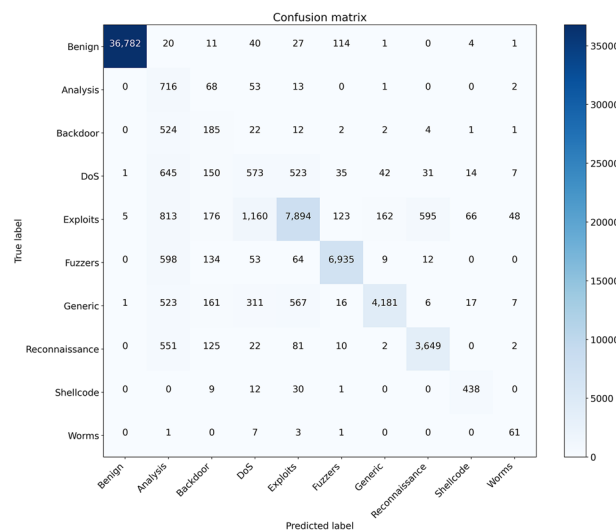 Confusion matrix
Benign 36,782 20 11 40 27 114 1 0 4 1
Analysis 0 716 68 53 13 0 1 0 0 2
Backdoor 0 524 185 22 12 2 2 4 1 1
DoS 1 645 150 573 523 35 42 31 14 7
Exploits 5 813 176 1,160 7,894 123 162 595 66 48
Fuzzers 0 598 134 53 64 6,935 9 12 0 0
Generic 1 523 161 311 567 16 4,181 6 17 7
Reconnaissance 0 551 125 22 81 10 2 3,649 0 2
Shellcode 0 0 9 12 30 1 0 0 438 0
Worms 0 1 0 7 3 1 0 0 0 61
Benign Analysis Backdoor DoS Exploits Fuzzers Generic Reconnaissance Shellcode Worms
True label
Predicted label
35000
30000
25000
20000
15000
10000
5000
0